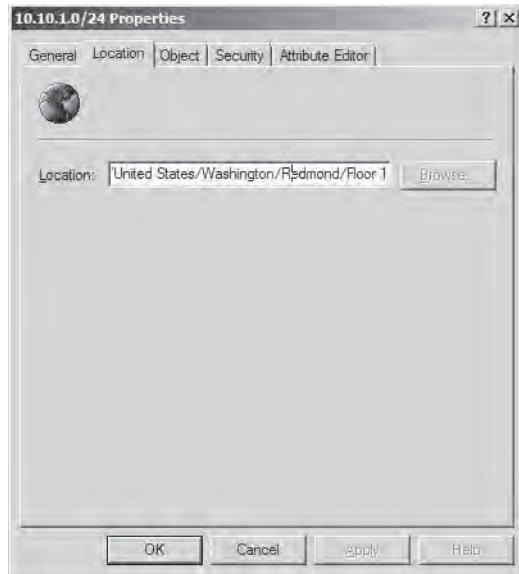 10.10.1.0/24 Properties ? ×
General Location Object Security Attribute Editor
Location: 'United States/Washington/Redmond/Floor 1 Browse...
OK Cancel Apply Help